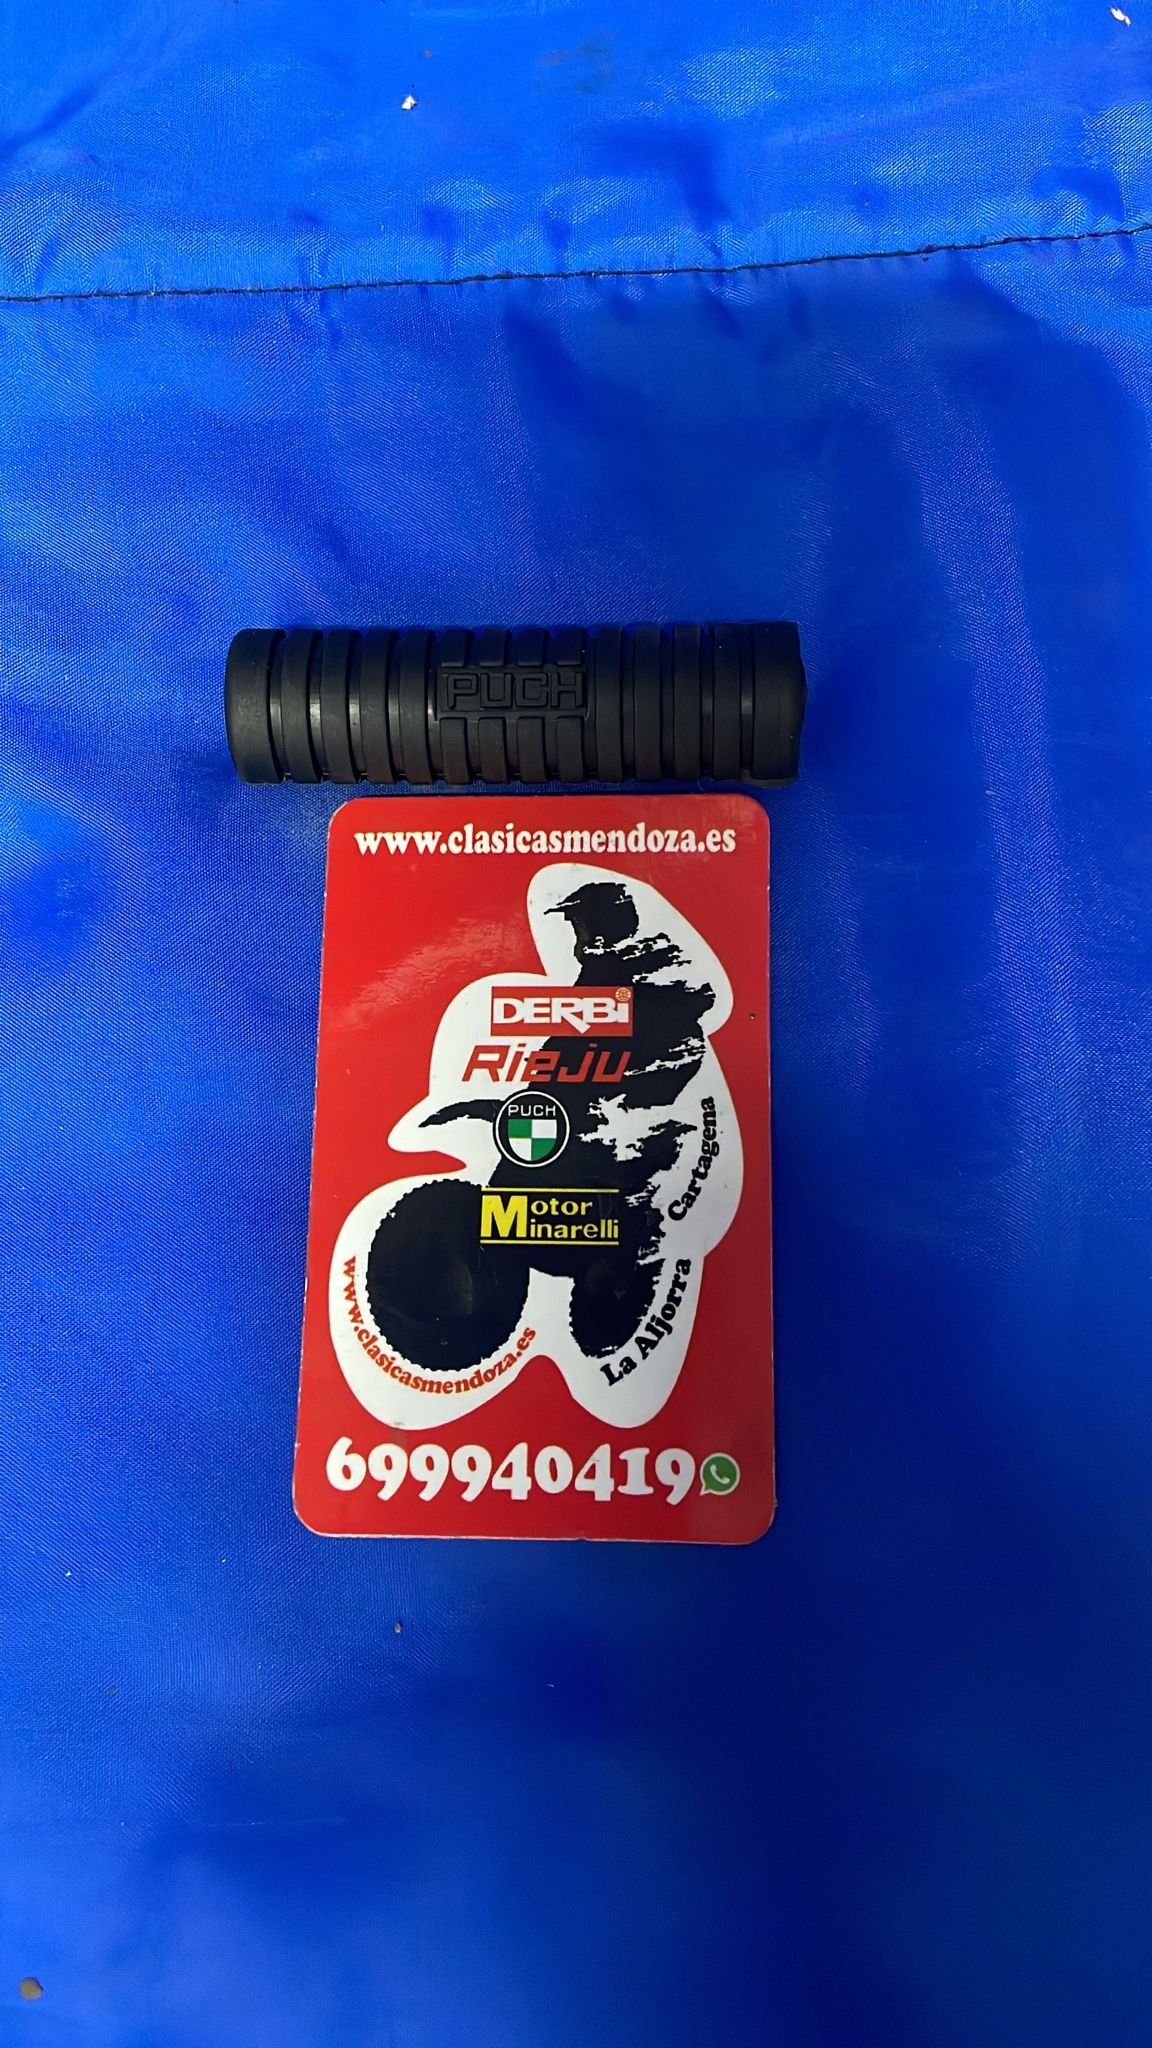 PUCH
www.clasicasmendoza.es
DERBi
Rieju
PUCH
Motor
Minarelli
www.clasicasmendoza.es
La Aljorra Cartagena
699940419